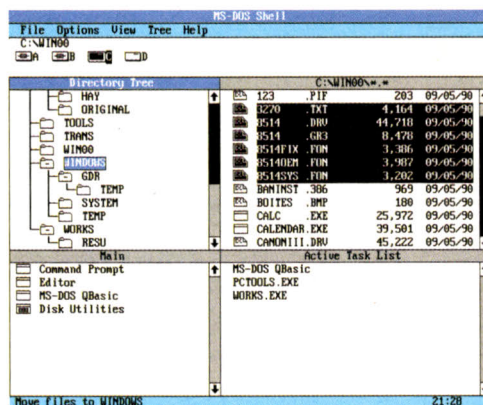 MS-DOS Shell
File Options View Tree Help
C:\WIN00
A B C D
Directory Tree
HAY
ORIGINAL
TOOLS
TRANS
WIN00
WINDOWS
GDR
TEMP
SYSTEM
TEMP
WORKS
RESU
C:\WIN00\*.*
123 .PIF 203 09/05/90
3270 .TXT 4,164 09/05/90
8514 .DRV 44,718 09/05/90
8514 .GR3 8,478 09/05/90
8514FIX .FON 3,386 09/05/90
8514OEM .FON 3,987 09/05/90
8514SYS .FON 3,202 09/05/90
BANINST .386 969 09/05/90
BOITES .BMP 180 09/05/90
CALC .EXE 25,972 09/05/90
CALENDAR.EXE 39,501 09/05/90
CANONIII.DRV 45,222 09/05/90
Main
Command Prompt
Editor
MS-DOS QBasic
Disk Utilities
Active Task List
MS-DOS QBasic
PCTOOLS.EXE
WORKS.EXE
Move files to WINDOWS 21:28